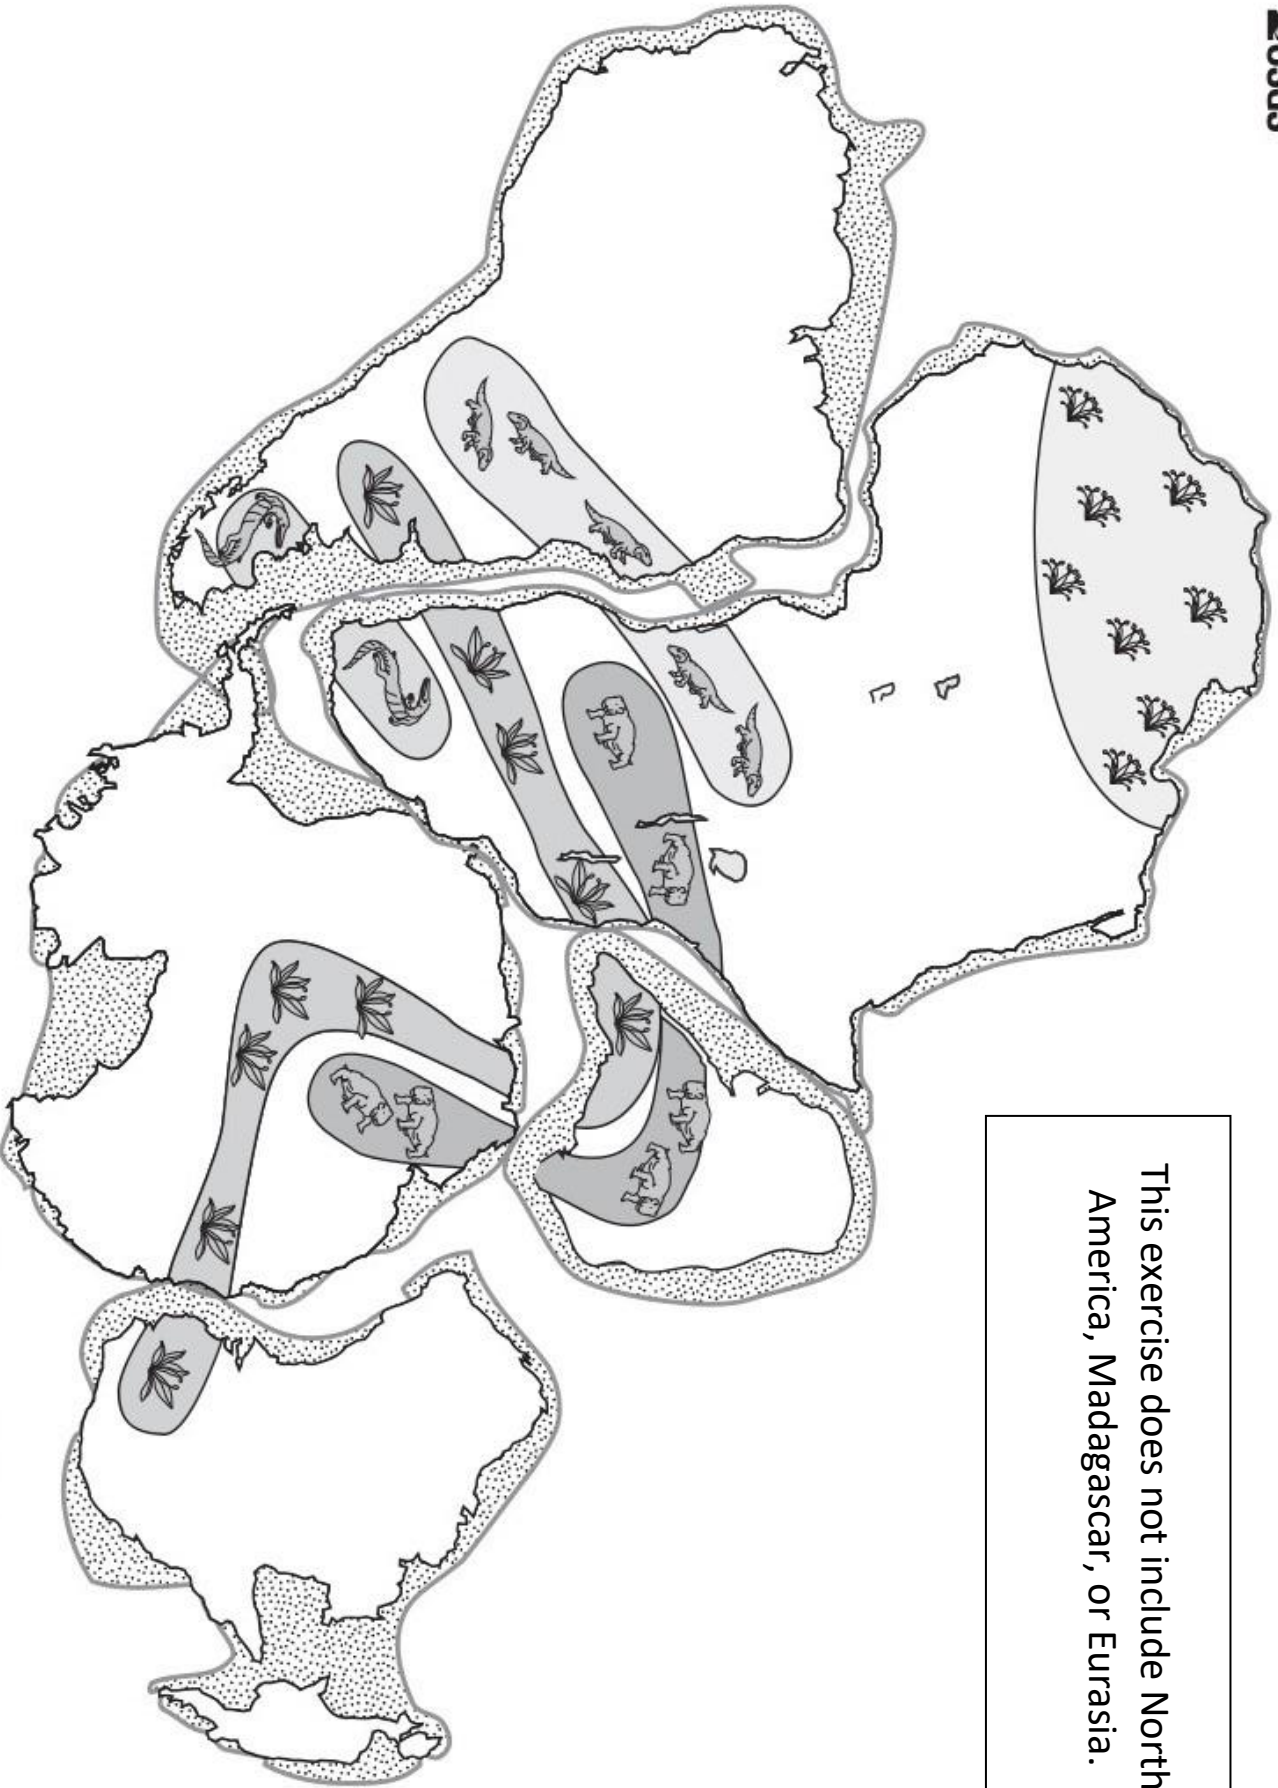 This exercise does not include North
America, Madagascar, or Eurasia.